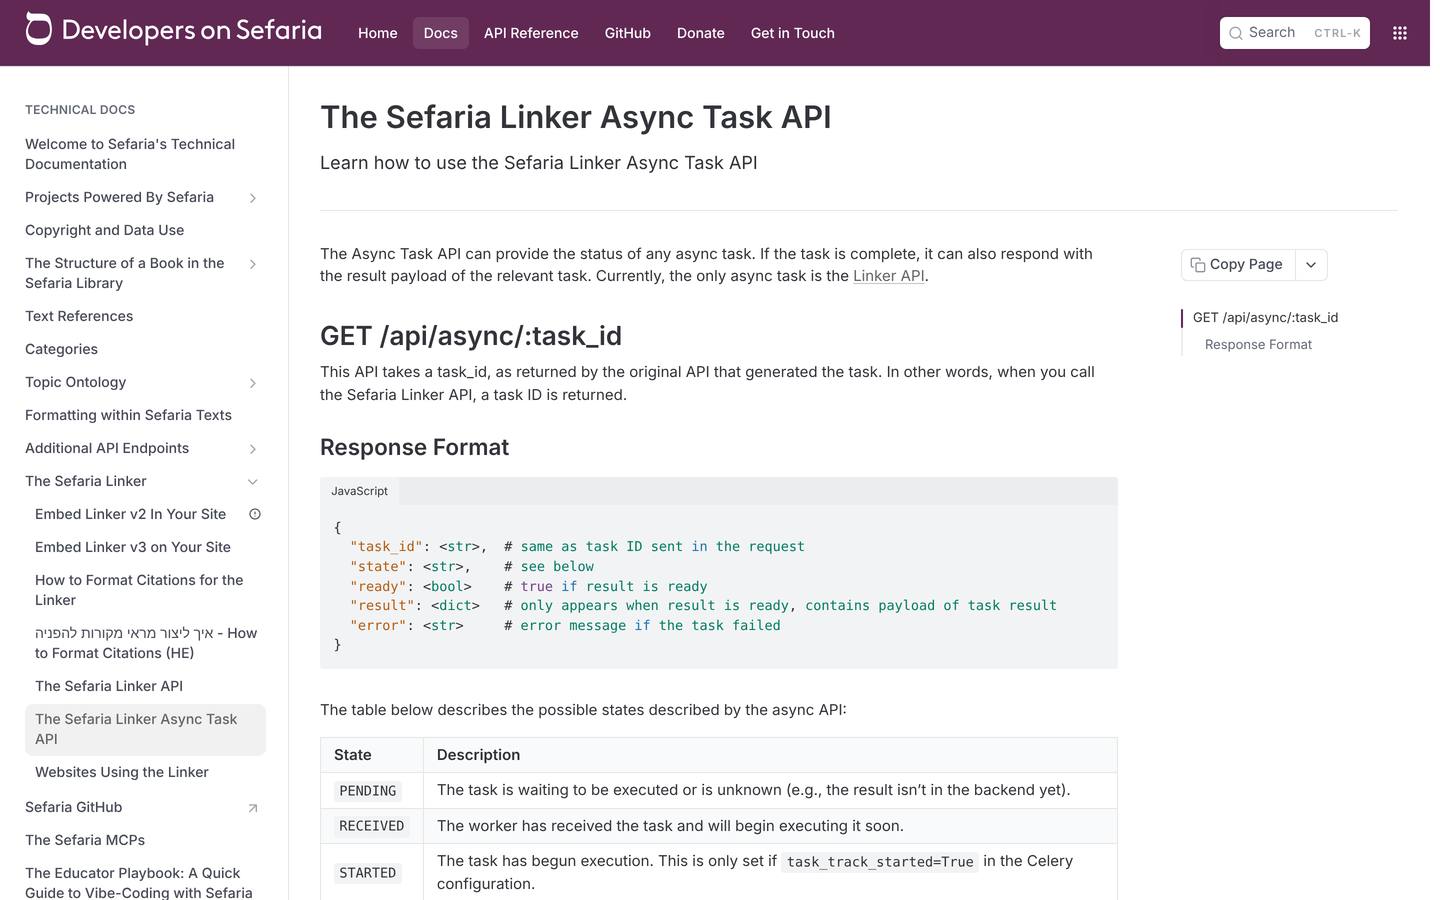 Developers on Sefaria
Home
Docs
API Reference
GitHub
Donate
Get in Touch
Search
CTRL-K
TECHNICAL DOCS
Welcome to Sefaria's Technical
Documentation
Projects Powered By Sefaria
Copyright and Data Use
The Structure of a Book in the
Sefaria Library
Text References
Categories
Topic Ontology
Formatting within Sefaria Texts
Additional API Endpoints
The Sefaria Linker
Embed Linker v2 In Your Site
Embed Linker v3 on Your Site
How to Format Citations for the
Linker
איך ליצור מראי מקורות להפניה - How
to Format Citations (HE)
The Sefaria Linker API
The Sefaria Linker Async Task
API
Websites Using the Linker
Sefaria GitHub
The Sefaria MCPs
The Educator Playbook: A Quick
Guide to Vibe-Coding with Sefaria
The Sefaria Linker Async Task API
Learn how to use the Sefaria Linker Async Task API
The Async Task API can provide the status of any async task. If the task is complete, it can also respond with
the result payload of the relevant task. Currently, the only async task is the Linker API.
GET /api/async/:task_id
This API takes a task_id, as returned by the original API that generated the task. In other words, when you call
the Sefaria Linker API, a task ID is returned.
Response Format
JavaScript
{
  "task_id": <str>,  # same as task ID sent in the request
  "state": <str>,    # see below
  "ready": <bool>    # true if result is ready
  "result": <dict>   # only appears when result is ready, contains payload of task result
  "error": <str>     # error message if the task failed
}
The table below describes the possible states described by the async API:
State Description
PENDING The task is waiting to be executed or is unknown (e.g., the result isn’t in the backend yet).
RECEIVED The worker has received the task and will begin executing it soon.
STARTED The task has begun execution. This is only set if task_track_started=True in the Celery
configuration.
Copy Page
GET /api/async/:task_id
Response Format